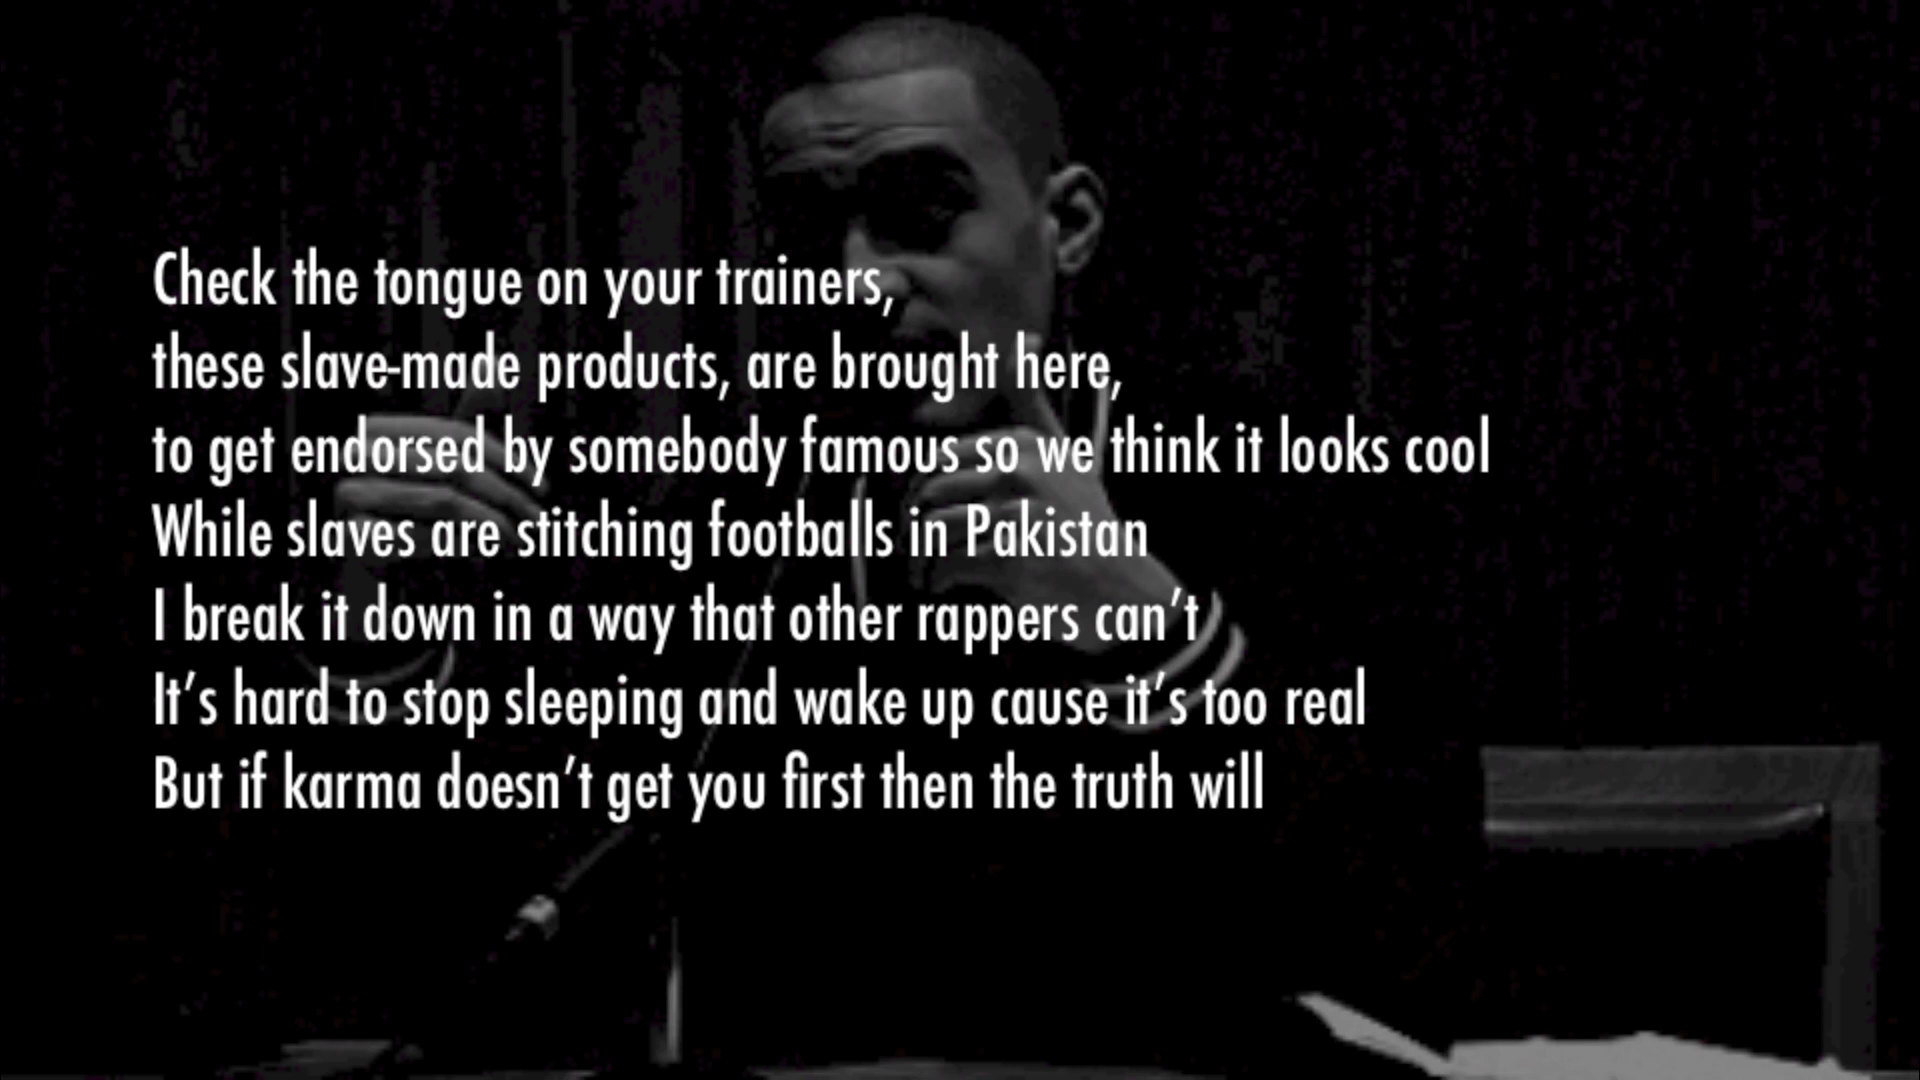 Check the tongue on your trainers,
these slave-made products, are brought here,
to get endorsed by somebody famous so we think it looks cool
While slaves are stitching footballs in Pakistan
I break it down in a way that other rappers can’t
It’s hard to stop sleeping and wake up cause it’s too real
But if karma doesn’t get you first then the truth will